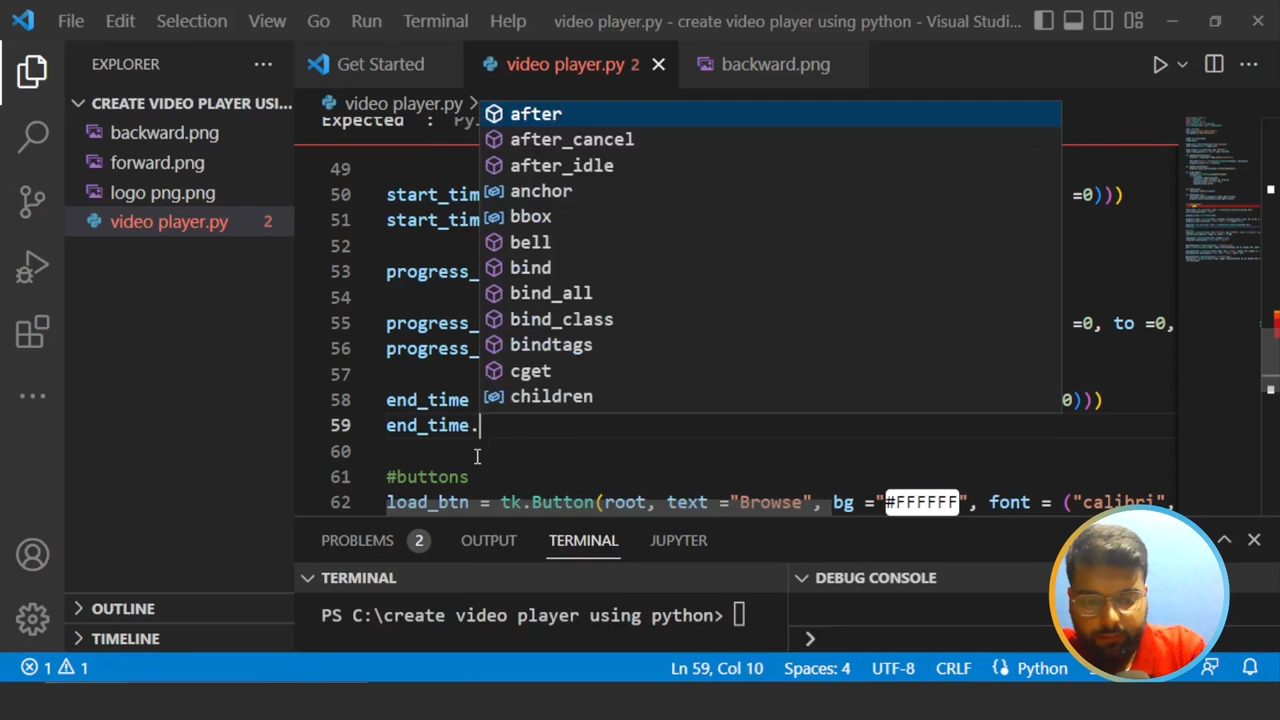 File Edit Selection View Go Run Terminal Help video player.py - create video player using python - Visual Studi...
EXPLORER ...
Get Started
video player.py 2
backward.png
CREATE VIDEO PLAYER USI...
backward.png
forward.png
logo png.png
video player.py 2
video player.py >
Expected : Py
after
after_cancel
after_idle
anchor
bbox
bell
bind
bind_all
bind_class
bindtags
cget
children
49
50 start_tim =0)))
51 start_tim
52
53 progress_
54
55 progress_ =0, to =0,
56 progress_
57
58 end_time 0)))
59 end_time.
60
61 #buttons
62 load_btn = tk.Button(root, text ="Browse", bg ="#FFFFFF", font = ("calibri",
PROBLEMS 2 OUTPUT TERMINAL JUPYTER
TERMINAL
DEBUG CONSOLE
PS C:\create video player using python>
>
OUTLINE
TIMELINE
1 1 Ln 59, Col 10 Spaces: 4 UTF-8 CRLF Python